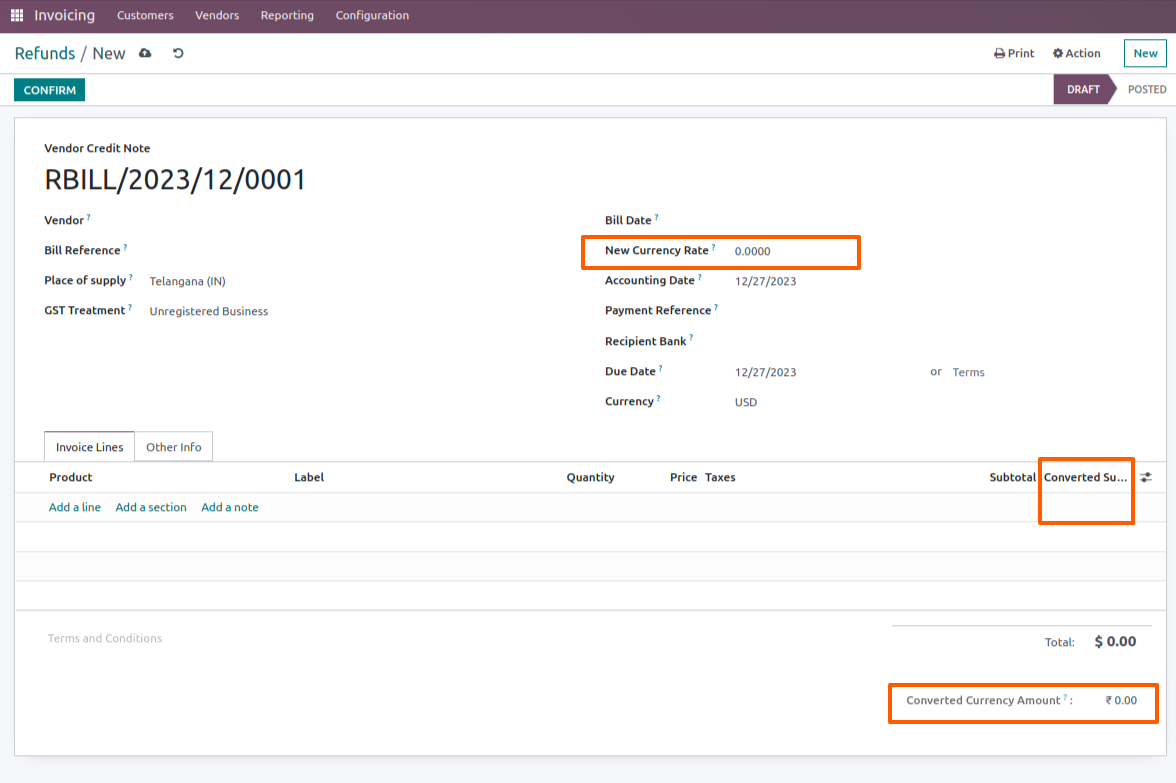 Invoicing Customers Vendors Reporting Configuration
Refunds / New Print Action New
CONFIRM DRAFT POSTED
Vendor Credit Note
RBILL/2023/12/0001
Vendor ? Bill Date ?
Bill Reference ? New Currency Rate ? 0.0000
Place of supply ? Telangana (IN) Accounting Date ? 12/27/2023
GST Treatment ? Unregistered Business Payment Reference ?
Recipient Bank ?
Due Date ? 12/27/2023 or Terms
Currency ? USD
Invoice Lines Other Info
Product Label Quantity Price Taxes Subtotal Converted Su...
Add a line Add a section Add a note
Terms and Conditions
Total: $ 0.00
Converted Currency Amount ? : ₹ 0.00